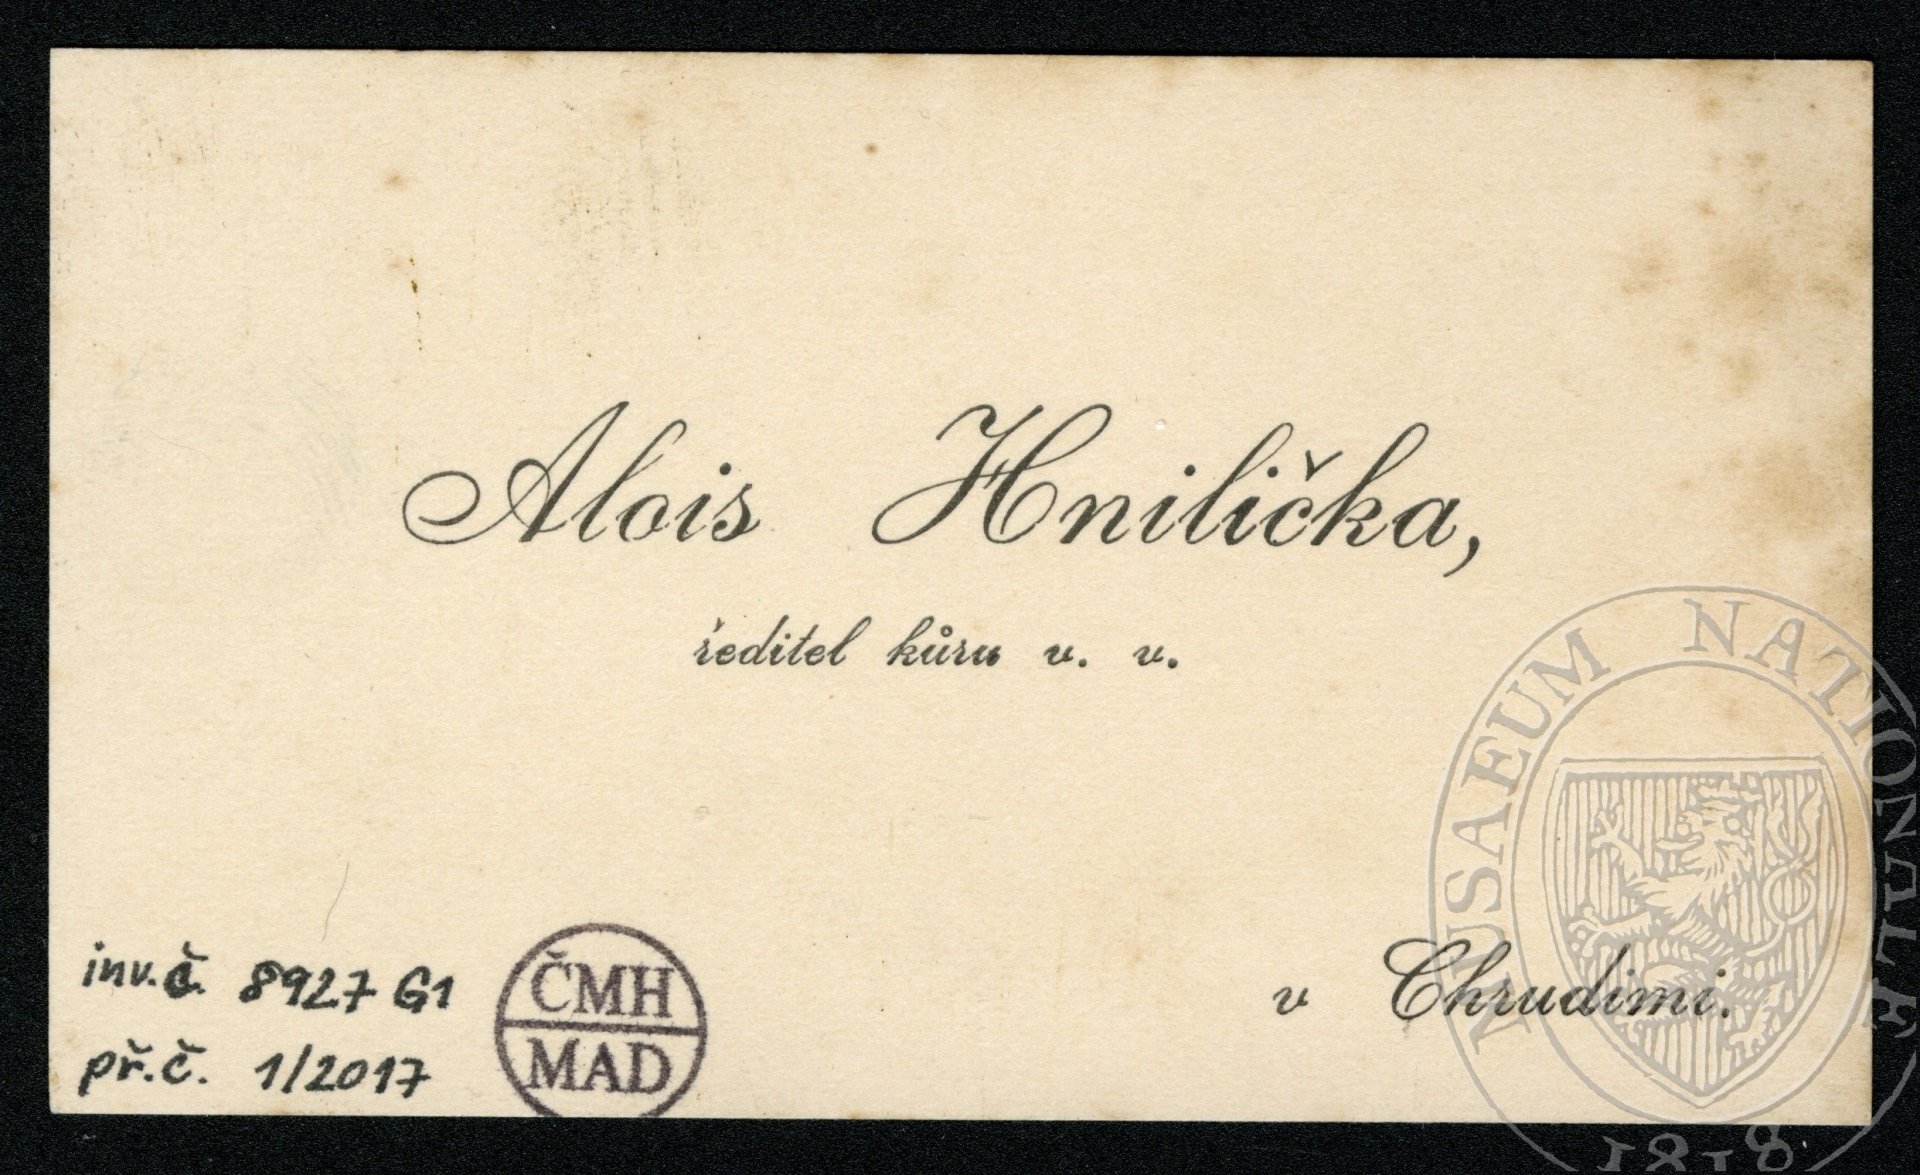 Alois Hnilička,
ředitel kůru v. v.
v Chrudimi.
inv.č. 8927 G1
př.č. 1/2017
ČMH
MAD
MUSAEUM NATIONALE
1818